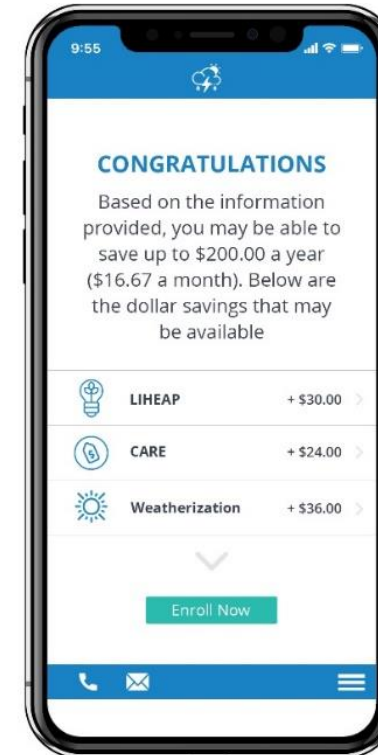 9:55
CONGRATULATIONS
Based on the information
provided, you may be able to
save up to $200.00 a year
($16.67 a month). Below are
the dollar savings that may
be available
LIHEAP + $30.00
CARE + $24.00
Weatherization + $36.00
Enroll Now